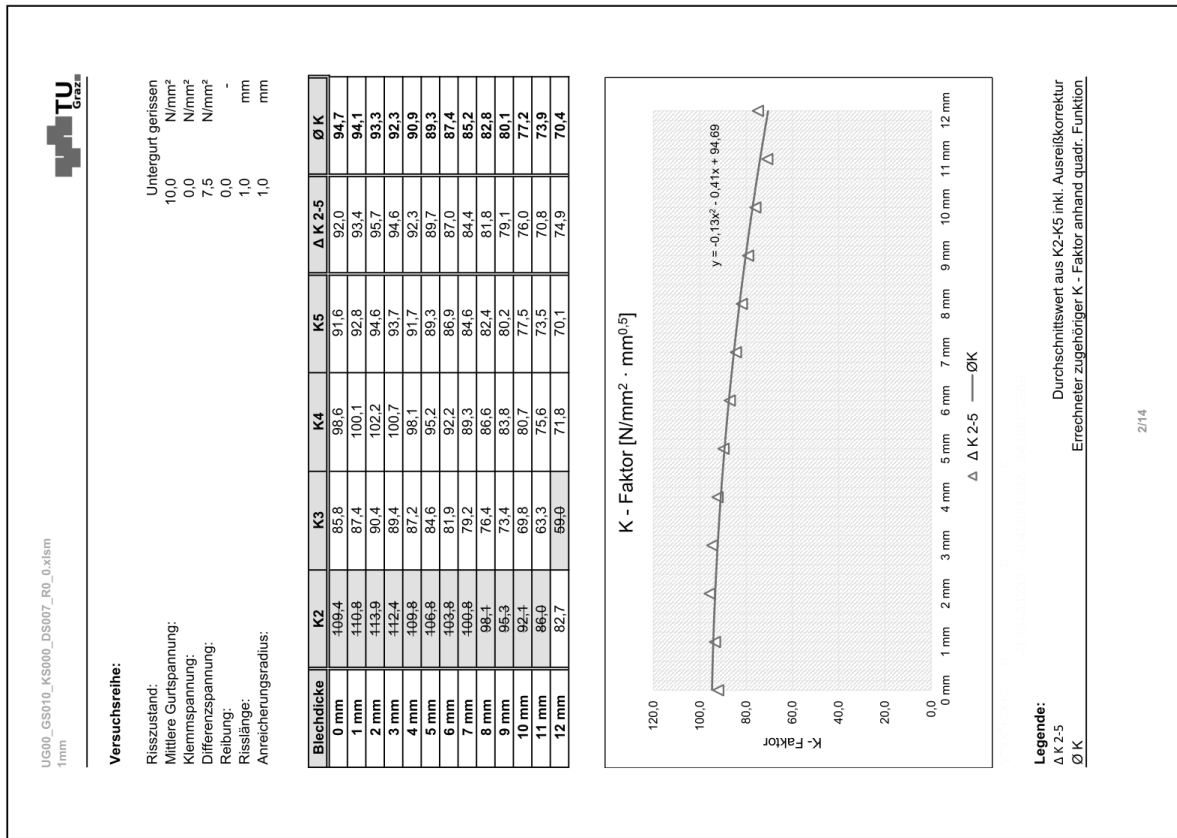 UG00_GS010_KS000_DS007_R0_0.xlsm
1mm
TU
Graz
Versuchsreihe:
Risszustand: Untergurt gerissen
Mittlere Gurtspannung: 10,0 N/mm²
Klemmspannung: 0,0 N/mm²
Differenzspannung: 7,5 N/mm²
Reibung: 0,0 -
Risslänge: 1,0 mm
Anreicherungsradius: 1,0 mm
Blechdicke K2 K3 K4 K5 Δ K 2-5 Ø K
0 mm 109,4 85,8 98,6 91,6 92,0 94,7
1 mm 110,8 87,4 100,1 92,8 93,4 94,1
2 mm 113,9 90,4 102,2 94,6 95,7 93,3
3 mm 112,4 89,4 100,7 93,7 94,6 92,3
4 mm 109,8 87,2 98,1 91,7 92,3 90,9
5 mm 106,8 84,6 95,2 89,3 89,7 89,3
6 mm 103,8 81,9 92,2 86,9 87,0 87,4
7 mm 100,8 79,2 89,3 84,6 84,4 85,2
8 mm 98,1 76,4 86,6 82,4 81,8 82,8
9 mm 95,3 73,4 83,8 80,2 79,1 80,1
10 mm 92,1 69,8 80,7 77,5 76,0 77,2
11 mm 86,0 63,3 75,6 73,5 70,8 73,9
12 mm 82,7 59,0 71,8 70,1 74,9 70,4
K - Faktor [N/mm² · mm⁰·⁵]
y = -0,13x² - 0,41x + 94,69
K- Faktor
120,0
100,0
80,0
60,0
40,0
20,0
0,0
0 mm 1 mm 2 mm 3 mm 4 mm 5 mm 6 mm 7 mm 8 mm 9 mm 10 mm 11 mm 12 mm
Δ K 2-5 ØK
Legende:
Δ K 2-5 Durchschnittswert aus K2-K5 inkl. Ausreißkorrektur
Ø K Errechneter zugehöriger K - Faktor anhand quadr. Funktion
2/14